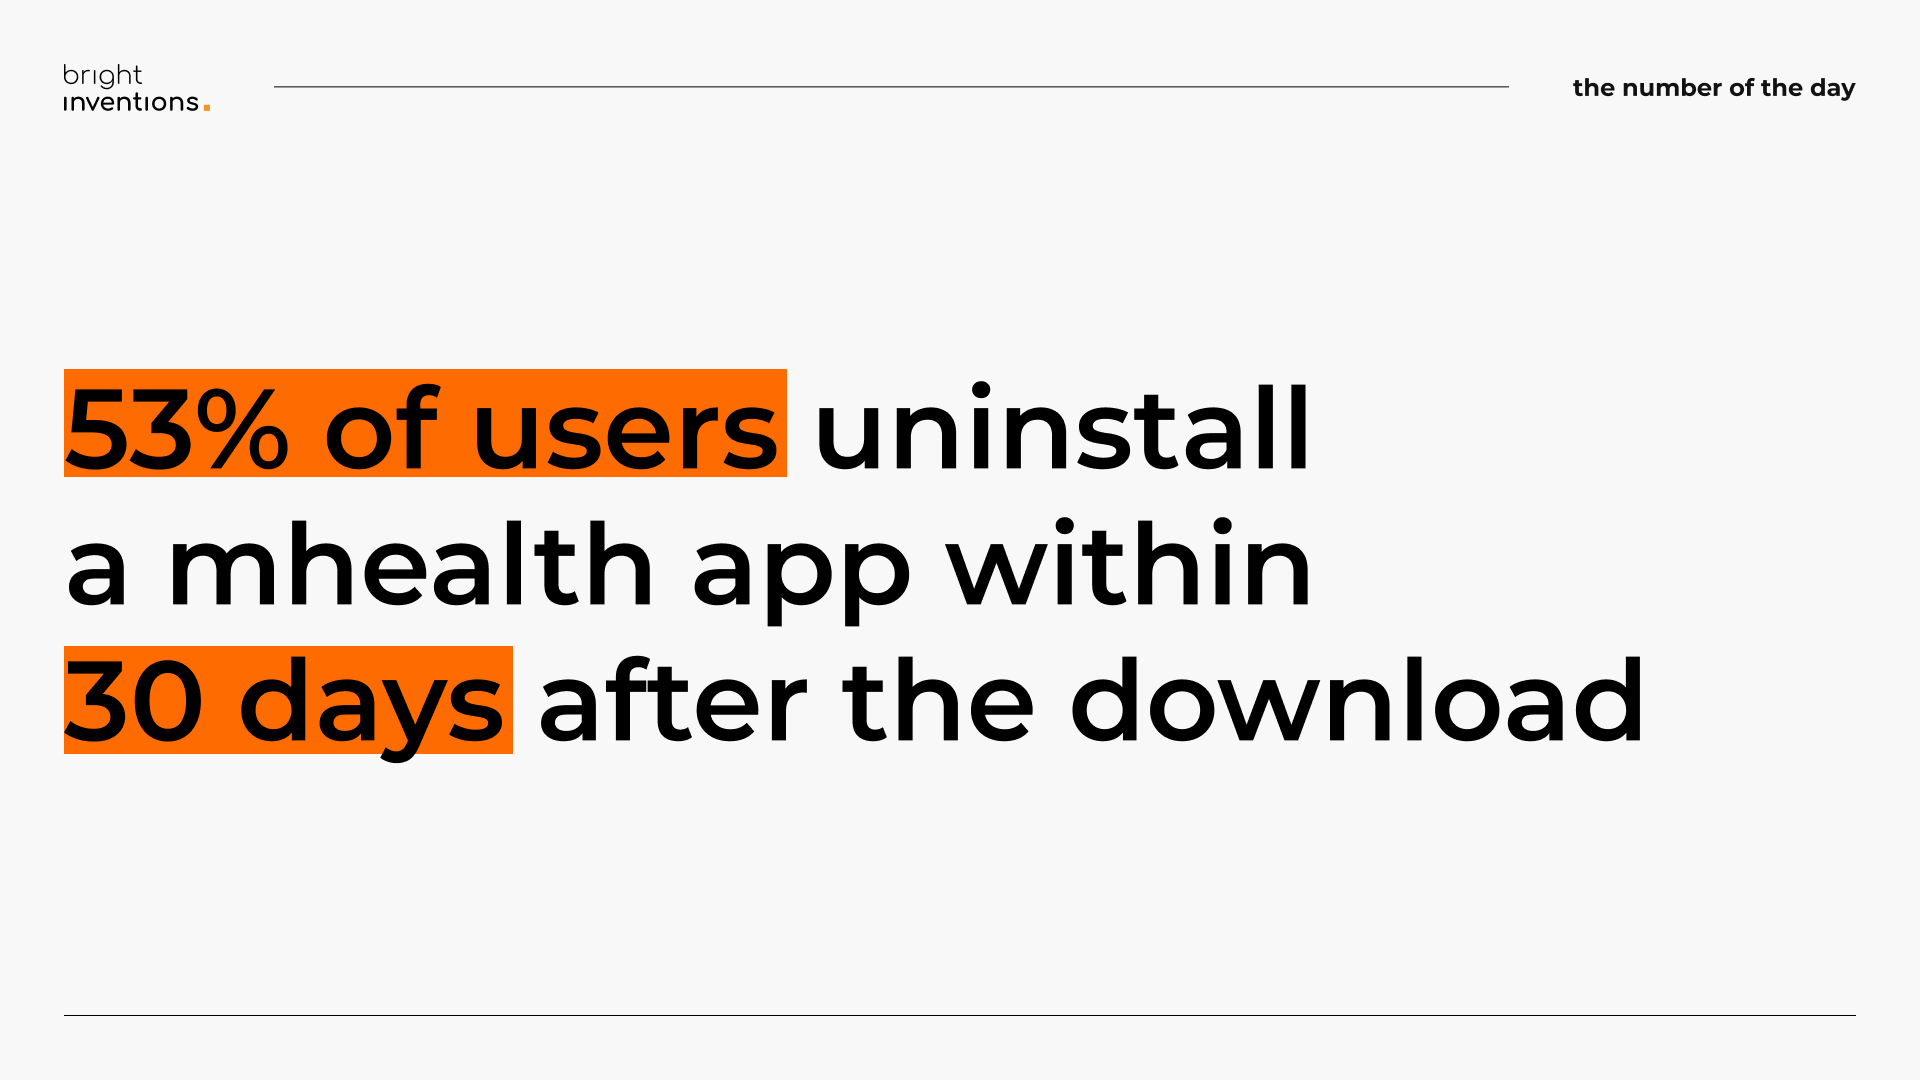 bright
inventions.
the number of the day
53% of users uninstall
a mhealth app within
30 days after the download